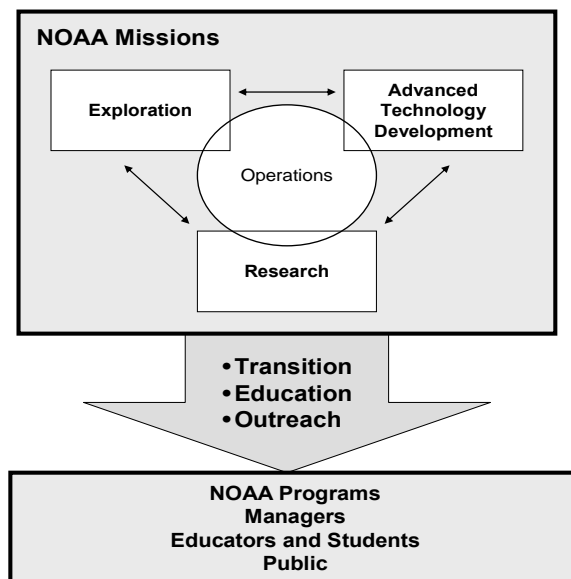 NOAA Missions
Exploration
Advanced
Technology
Development
Operations
Research
•Transition
•Education
•Outreach
NOAA Programs
Managers
Educators and Students
Public